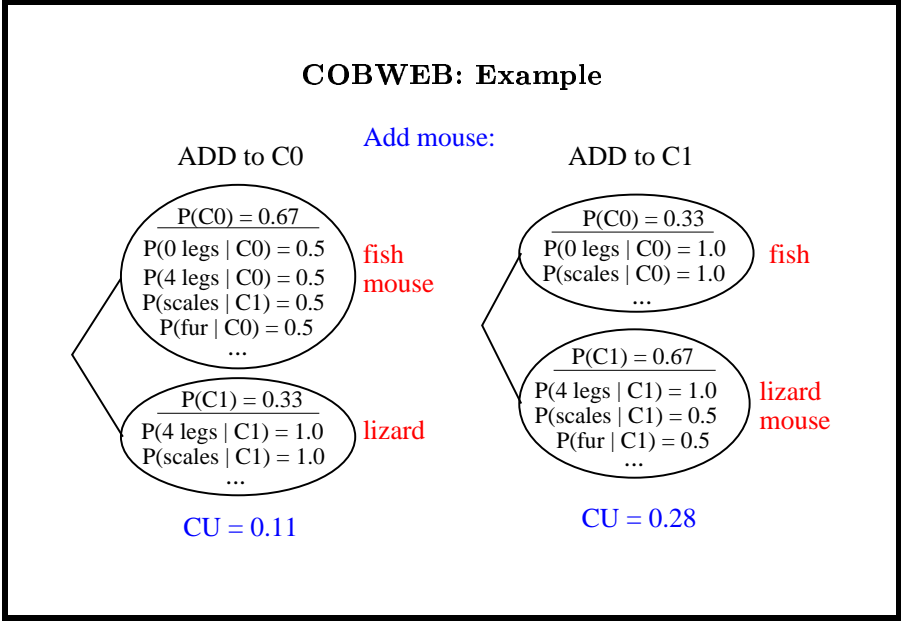 COBWEB: Example
Add mouse:
ADD to C0
P(C0) = 0.67
P(0 legs | C0) = 0.5
P(4 legs | C0) = 0.5
P(scales | C1) = 0.5
P(fur | C0) = 0.5
...
fish
mouse
P(C1) = 0.33
P(4 legs | C1) = 1.0
P(scales | C1) = 1.0
...
lizard
CU = 0.11
ADD to C1
P(C0) = 0.33
P(0 legs | C0) = 1.0
P(scales | C0) = 1.0
...
fish
P(C1) = 0.67
P(4 legs | C1) = 1.0
P(scales | C1) = 0.5
P(fur | C1) = 0.5
...
lizard
mouse
CU = 0.28